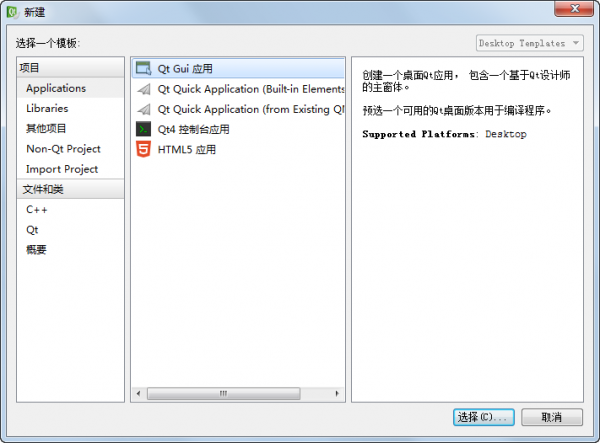 新建
选择一个模板:
Desktop Templates
项目
Applications
Libraries
其他项目
Non-Qt Project
Import Project
文件和类
C++
Qt
概要
Qt Gui 应用
Qt Quick Application (Built-in Elements
Qt Quick Application (from Existing QM
Qt4 控制台应用
HTML5 应用
创建一个桌面Qt应用，包含一个基于Qt设计师
的主窗体。
预选一个可用的Qt桌面版本用于编译程序。
Supported Platforms: Desktop
选择(C)...
取消